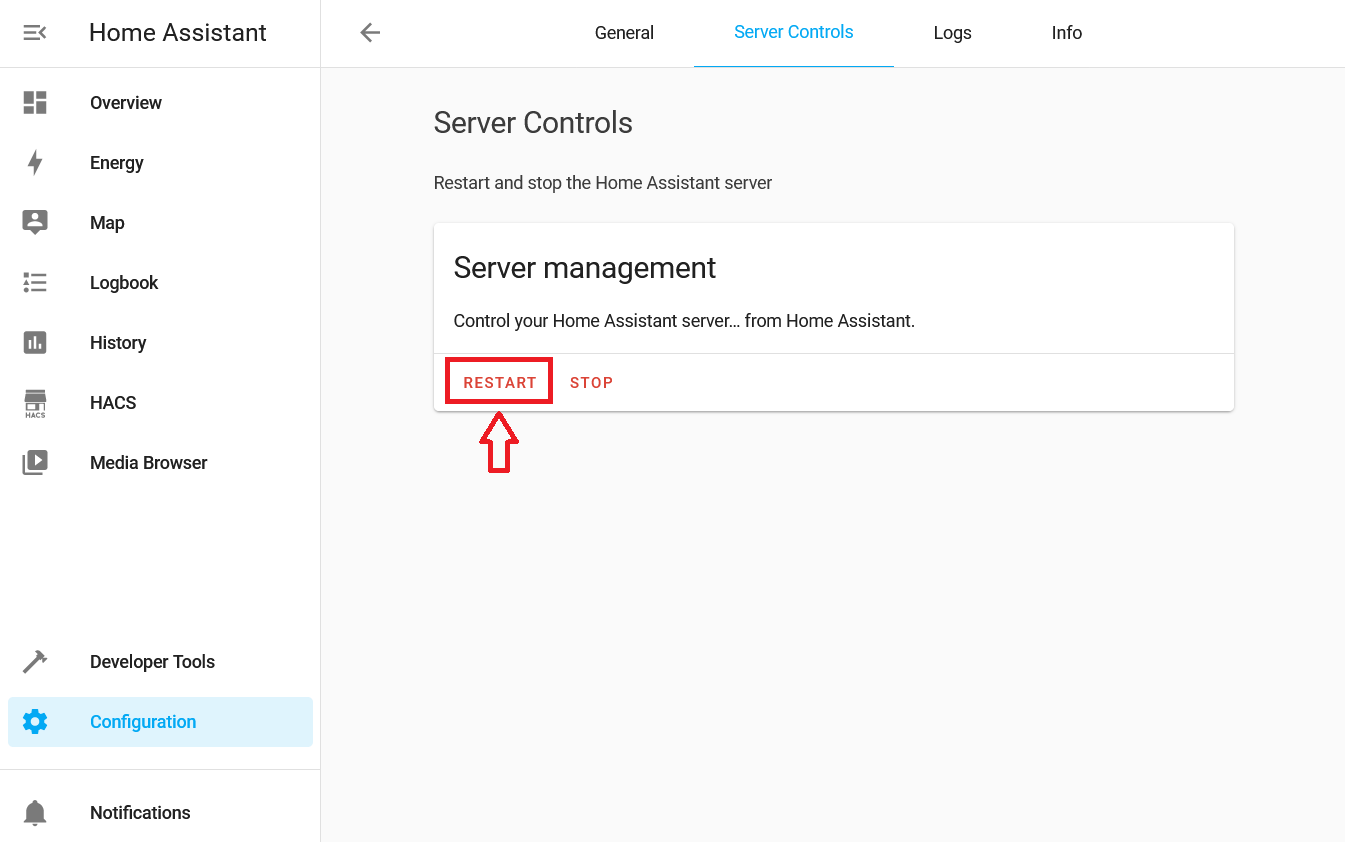 Home Assistant
General
Server Controls
Logs
Info
Overview
Energy
Map
Logbook
History
HACS
HACS
Media Browser
Developer Tools
Configuration
Notifications
Server Controls
Restart and stop the Home Assistant server
Server management
Control your Home Assistant server… from Home Assistant.
RESTART
STOP